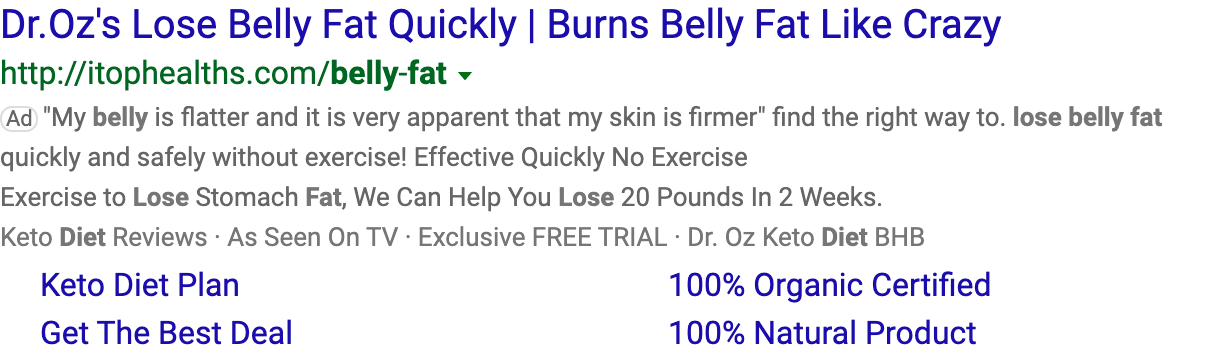 Dr.Oz's Lose Belly Fat Quickly | Burns Belly Fat Like Crazy
http://itophealths.com/belly-fat
Ad "My belly is flatter and it is very apparent that my skin is firmer" find the right way to. lose belly fat
quickly and safely without exercise! Effective Quickly No Exercise
Exercise to Lose Stomach Fat, We Can Help You Lose 20 Pounds In 2 Weeks.
Keto Diet Reviews · As Seen On TV · Exclusive FREE TRIAL · Dr. Oz Keto Diet BHB
Keto Diet Plan 100% Organic Certified
Get The Best Deal 100% Natural Product